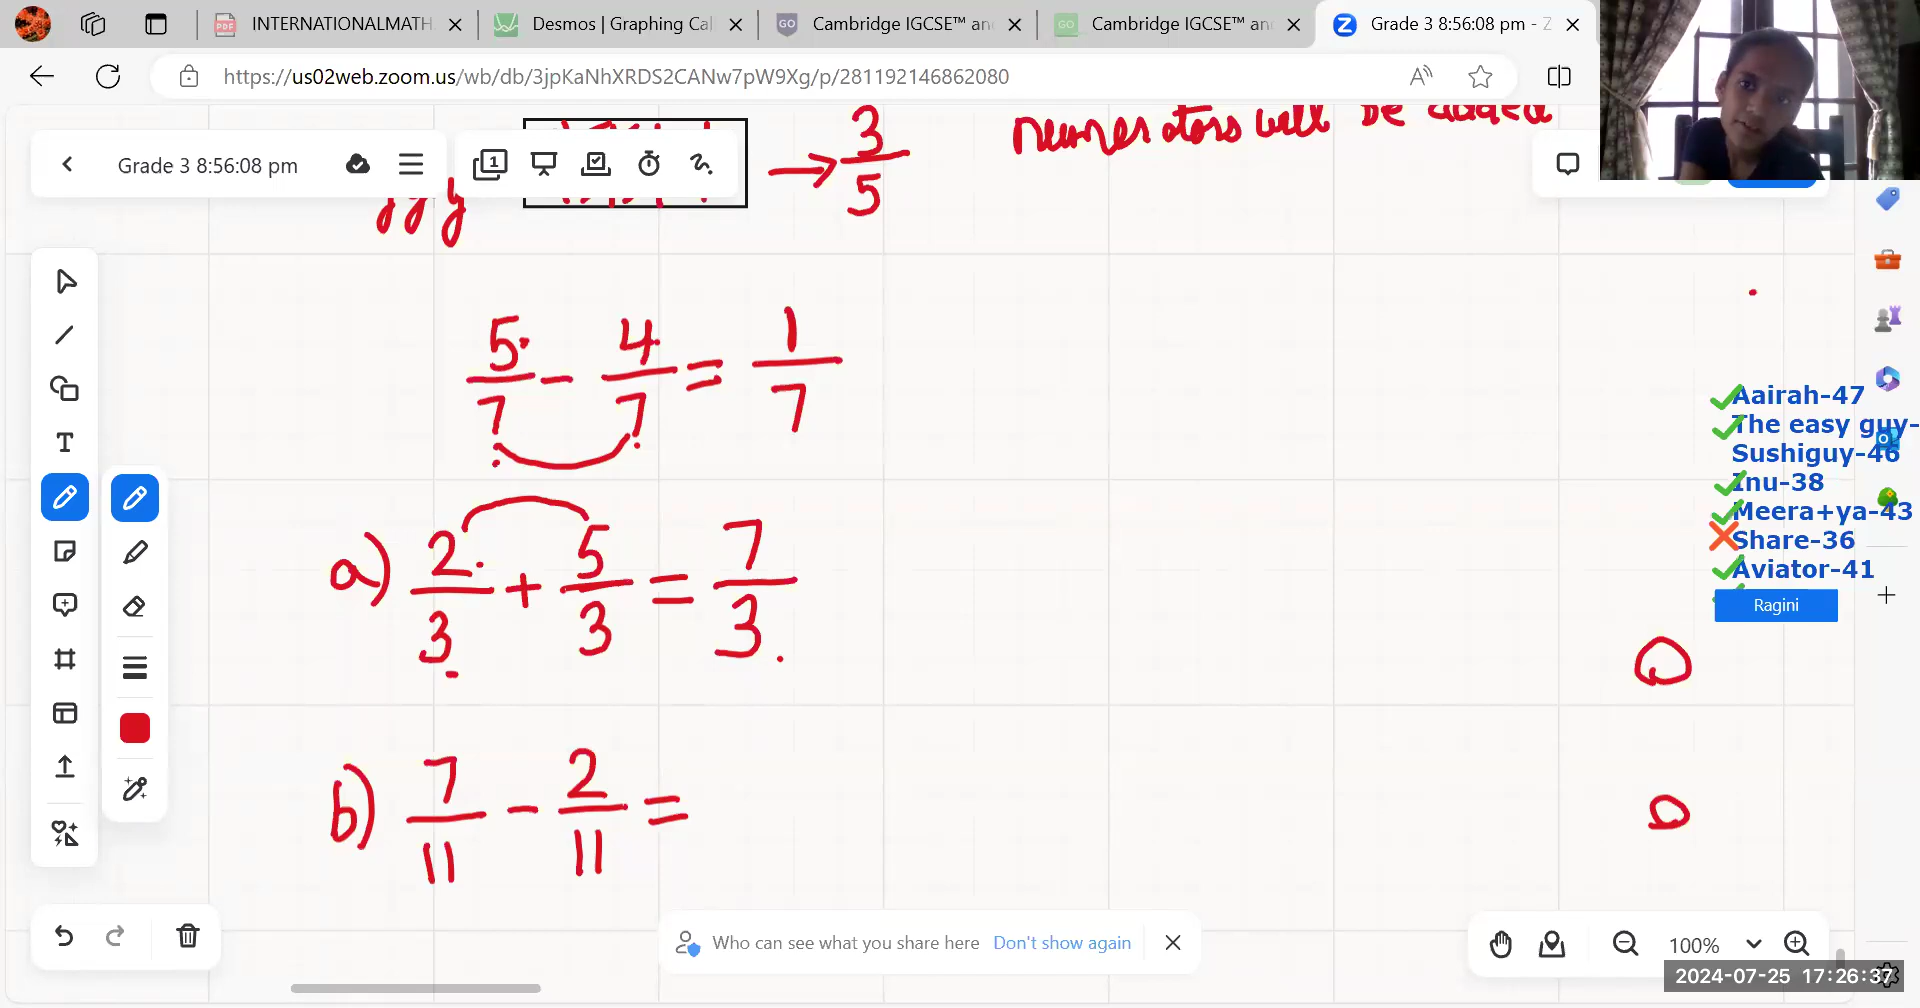 INTERNATIONALMATH
Desmos | Graphing Cal
Cambridge IGCSE™ an
Cambridge IGCSE™ an
Grade 3 8:56:08 pm - Z
https://us02web.zoom.us/wb/db/3jpKaNhXRDS2CANw7pW9Xg/p/281192146862080
numerators will be added
Grade 3 8:56:08 pm
→ 3/5
5/7 - 4/7 = 1/7
Aairah-47
The easy guy-
Sushiguy-46
Inu-38
Meera+ya-43
Share-36
Aviator-41
Ragini
a) 2/3 + 5/3 = 7/3
b) 7/11 - 2/11 =
Who can see what you share here Don't show again
100%
2024-07-25 17:26:37